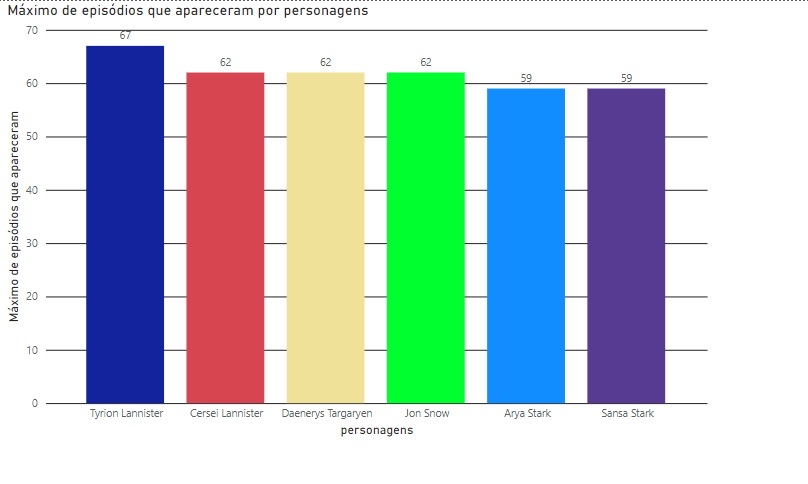 Máximo de episódios que apareceram por personagens
Máximo de episódios que apareceram
70
60
50
40
30
20
10
0
67
62
62
62
59
59
Tyrion Lannister
Cersei Lannister
Daenerys Targaryen
Jon Snow
Arya Stark
Sansa Stark
personagens